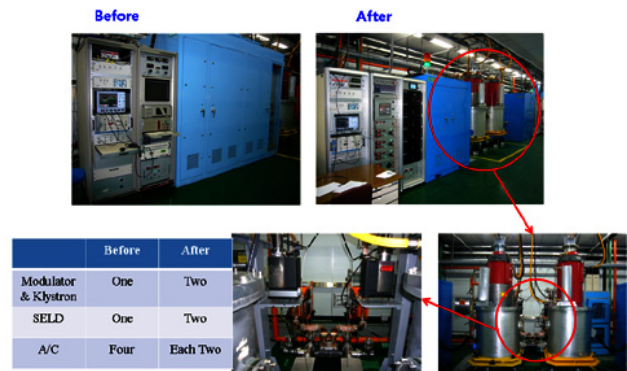 Before
After
Before After
Modulator & Klystron One Two
SELD One Two
A/C Four Each Two